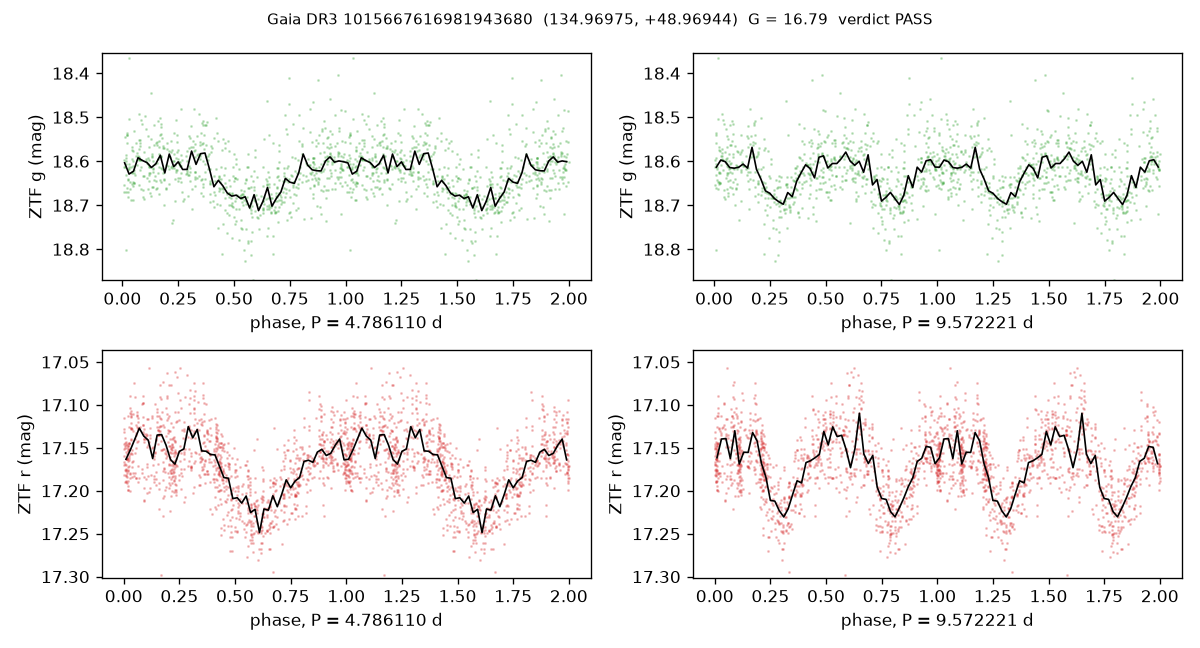 Gaia DR3 1015667616981943680 (134.96975, +48.96944) G = 16.79 verdict PASS
ZTF g (mag)
18.4
18.5
18.6
18.7
18.8
0.00 0.25 0.50 0.75 1.00 1.25 1.50 1.75 2.00
phase, P = 4.786110 d
ZTF g (mag)
18.4
18.5
18.6
18.7
18.8
0.00 0.25 0.50 0.75 1.00 1.25 1.50 1.75 2.00
phase, P = 9.572221 d
ZTF r (mag)
17.05
17.10
17.15
17.20
17.25
17.30
0.00 0.25 0.50 0.75 1.00 1.25 1.50 1.75 2.00
phase, P = 4.786110 d
ZTF r (mag)
17.05
17.10
17.15
17.20
17.25
17.30
0.00 0.25 0.50 0.75 1.00 1.25 1.50 1.75 2.00
phase, P = 9.572221 d